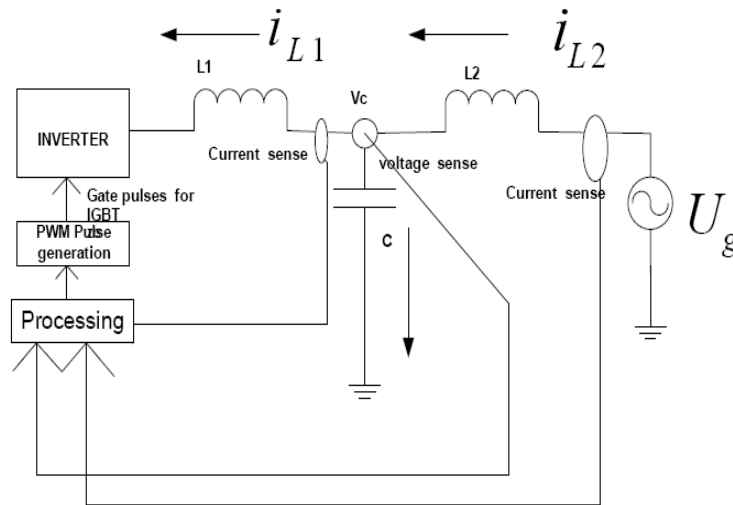 i L1
i L2
L1
L2
Vc
INVERTER
Current sense
voltage sense
Current sense
Gate pulses for
IGBT
PWM Pulse
generation
U g
C
Processing